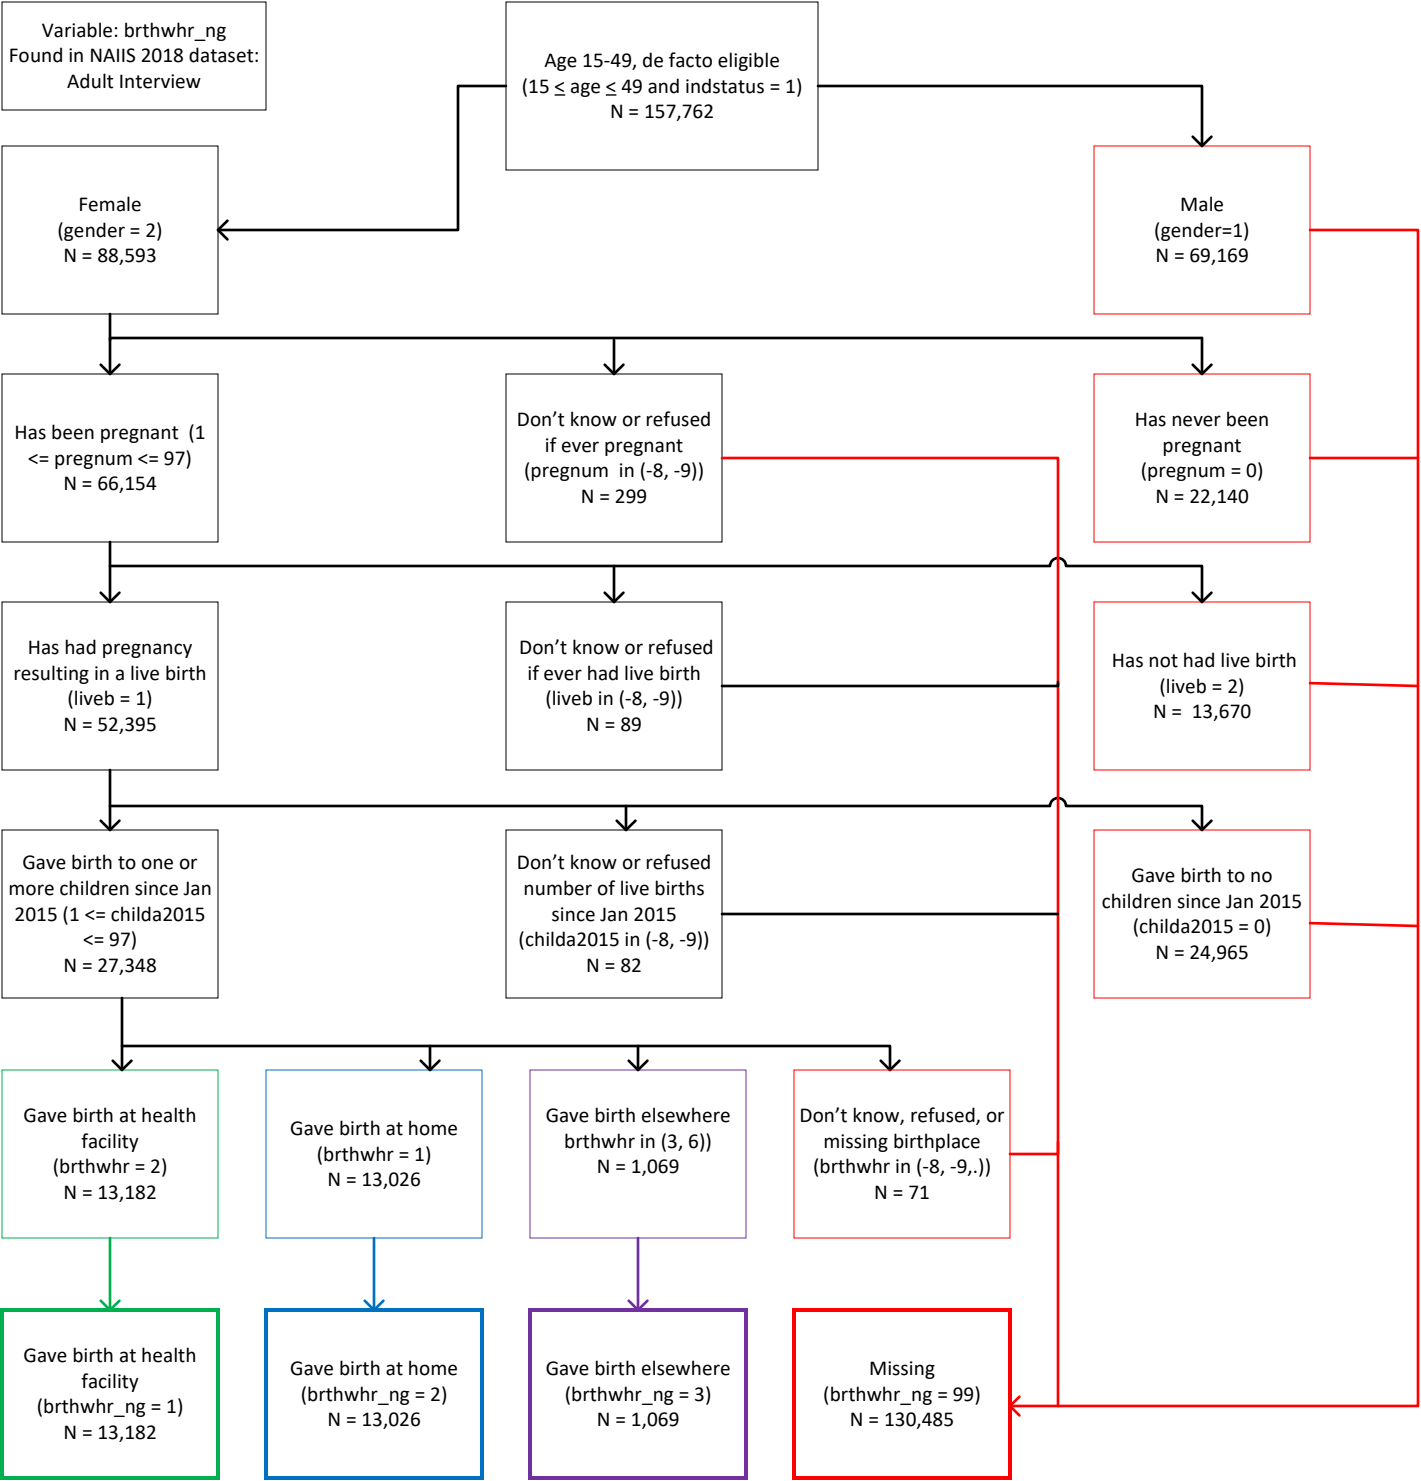 Variable: brthwhr_ng
Found in NAIIS 2018 dataset:
Adult Interview
Age 15-49, de facto eligible
(15 ≤ age ≤ 49 and indstatus = 1)
N = 157,762
Female
(gender = 2)
N = 88,593
Male
(gender=1)
N = 69,169
Has been pregnant  (1
<= pregnum <= 97)
N = 66,154
Don’t know or refused
if ever pregnant
(pregnum  in (-8, -9))
N = 299
Has never been
pregnant
(pregnum = 0)
N = 22,140
Has had pregnancy
resulting in a live birth
(liveb = 1)
N = 52,395
Don’t know or refused
if ever had live birth
(liveb in (-8, -9))
N = 89
Has not had live birth
(liveb = 2)
N =  13,670
Gave birth to one or
more children since Jan
2015 (1 <= childa2015
<= 97)
N = 27,348
Don’t know or refused
number of live births
since Jan 2015
(childa2015 in (-8, -9))
N = 82
Gave birth to no
children since Jan 2015
(childa2015 = 0)
N = 24,965
Gave birth at health
facility
(brthwhr = 2)
N = 13,182
Gave birth at home
(brthwhr = 1)
N = 13,026
Gave birth elsewhere
brthwhr in (3, 6))
N = 1,069
Don’t know, refused, or
missing birthplace
(brthwhr in (-8, -9,.))
N = 71
Gave birth at health
facility
(brthwhr_ng = 1)
N = 13,182
Gave birth at home
(brthwhr_ng = 2)
N = 13,026
Gave birth elsewhere
(brthwhr_ng = 3)
N = 1,069
Missing
(brthwhr_ng = 99)
N = 130,485